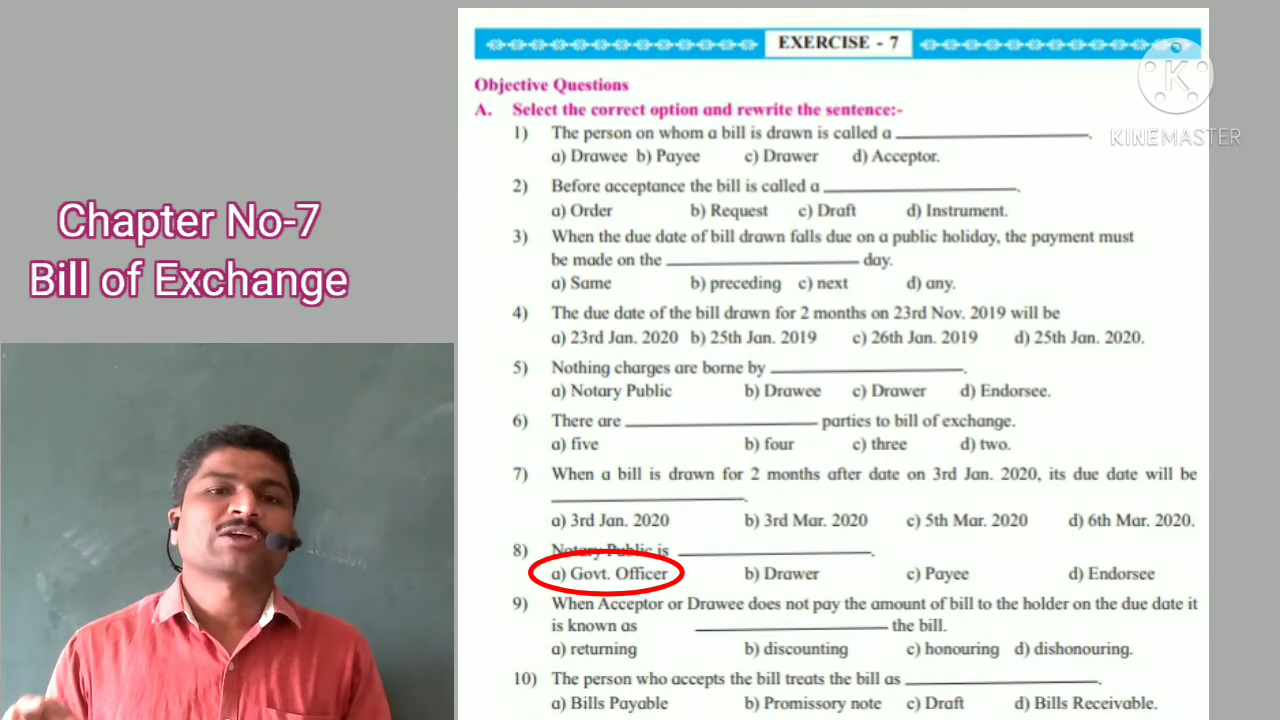 EXERCISE - 7
KINEMASTER
Chapter No-7
Bill of Exchange
Objective Questions
A. Select the correct option and rewrite the sentence:-
1) The person on whom a bill is drawn is called a ____________.
a) Drawee b) Payee c) Drawer d) Acceptor.
2) Before acceptance the bill is called a ____________.
a) Order b) Request c) Draft d) Instrument.
3) When the due date of bill drawn falls due on a public holiday, the payment must
be made on the ____________ day.
a) Same b) preceding c) next d) any.
4) The due date of the bill drawn for 2 months on 23rd Nov. 2019 will be
a) 23rd Jan. 2020 b) 25th Jan. 2019 c) 26th Jan. 2019 d) 25th Jan. 2020.
5) Nothing charges are borne by ____________.
a) Notary Public b) Drawee c) Drawer d) Endorsee.
6) There are ____________ parties to bill of exchange.
a) five b) four c) three d) two.
7) When a bill is drawn for 2 months after date on 3rd Jan. 2020, its due date will be
____________.
a) 3rd Jan. 2020 b) 3rd Mar. 2020 c) 5th Mar. 2020 d) 6th Mar. 2020.
8) Notary Public is ____________.
a) Govt. Officer b) Drawer c) Payee d) Endorsee
9) When Acceptor or Drawee does not pay the amount of bill to the holder on the due date it
is known as ____________ the bill.
a) returning b) discounting c) honouring d) dishonouring.
10) The person who accepts the bill treats the bill as ____________.
a) Bills Payable b) Promissory note c) Draft d) Bills Receivable.